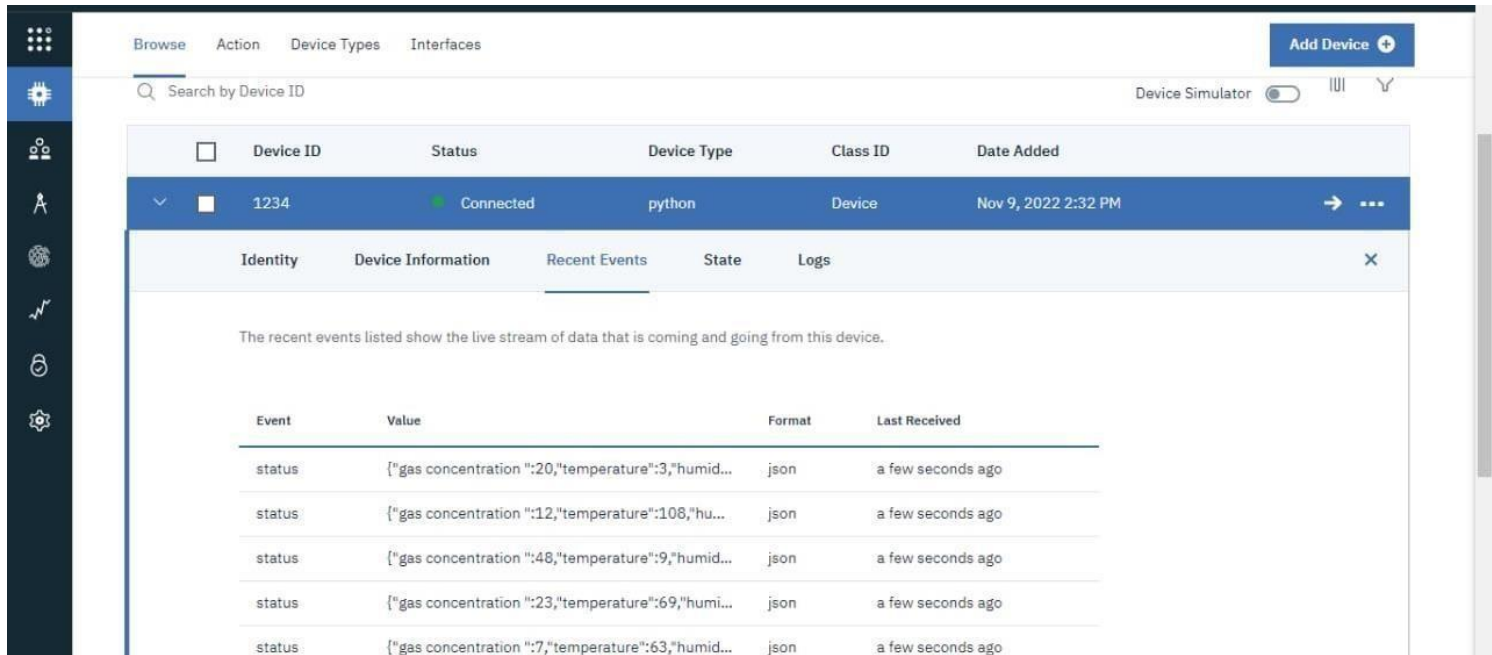 Browse Action Device Types Interfaces Add Device
Search by Device ID Device Simulator
Device ID Status Device Type Class ID Date Added
1234 Connected python Device Nov 9, 2022 2:32 PM
Identity Device Information Recent Events State Logs
The recent events listed show the live stream of data that is coming and going from this device.
Event Value Format Last Received
status {"gas concentration ":20,"temperature":3,"humid... json a few seconds ago
status {"gas concentration ":12,"temperature":108,"hu... json a few seconds ago
status {"gas concentration ":48,"temperature":9,"humid... json a few seconds ago
status {"gas concentration ":23,"temperature":69,"humi... json a few seconds ago
status {"gas concentration ":7,"temperature":63,"humid... json a few seconds ago